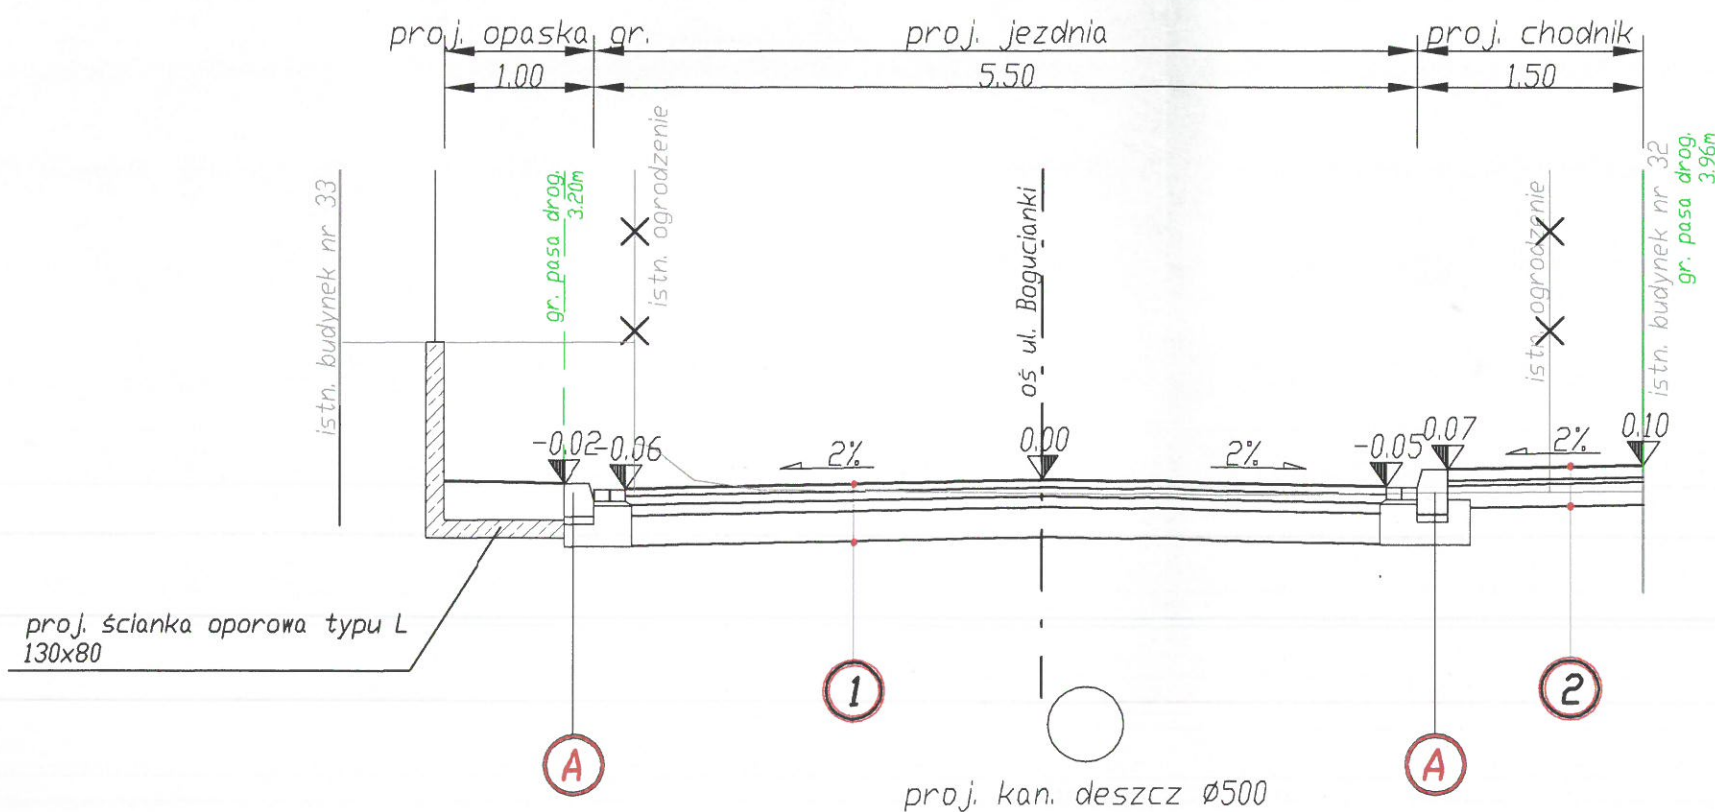 proj. opaska gr.
proj. jezdnia
proj. chodnik
1.00
5.50
1.50
istn. budynek nr 33
gr. pasa drog.
3.20m
istn. ogrodzenie
oś ul. Bogucianki
istn. ogrodzenie
istn. budynek nr 32
gr. pasa drog.
3.96m
-0.02
-0.06
2%
0.00
2%
-0.05
0.07
2%
0.10
proj. ścianka oporowa typu L
130x80
1
2
A
A
proj. kan. deszcz Ø500